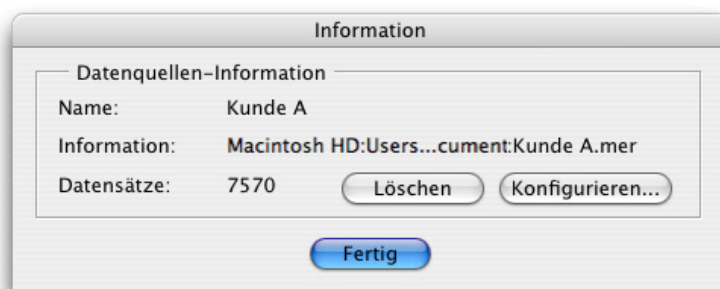 Information
Datenquellen-Information
Name: Kunde A
Information: Macintosh HD:Users...cument:Kunde A.mer
Datensätze: 7570 Löschen Konfigurieren...
Fertig